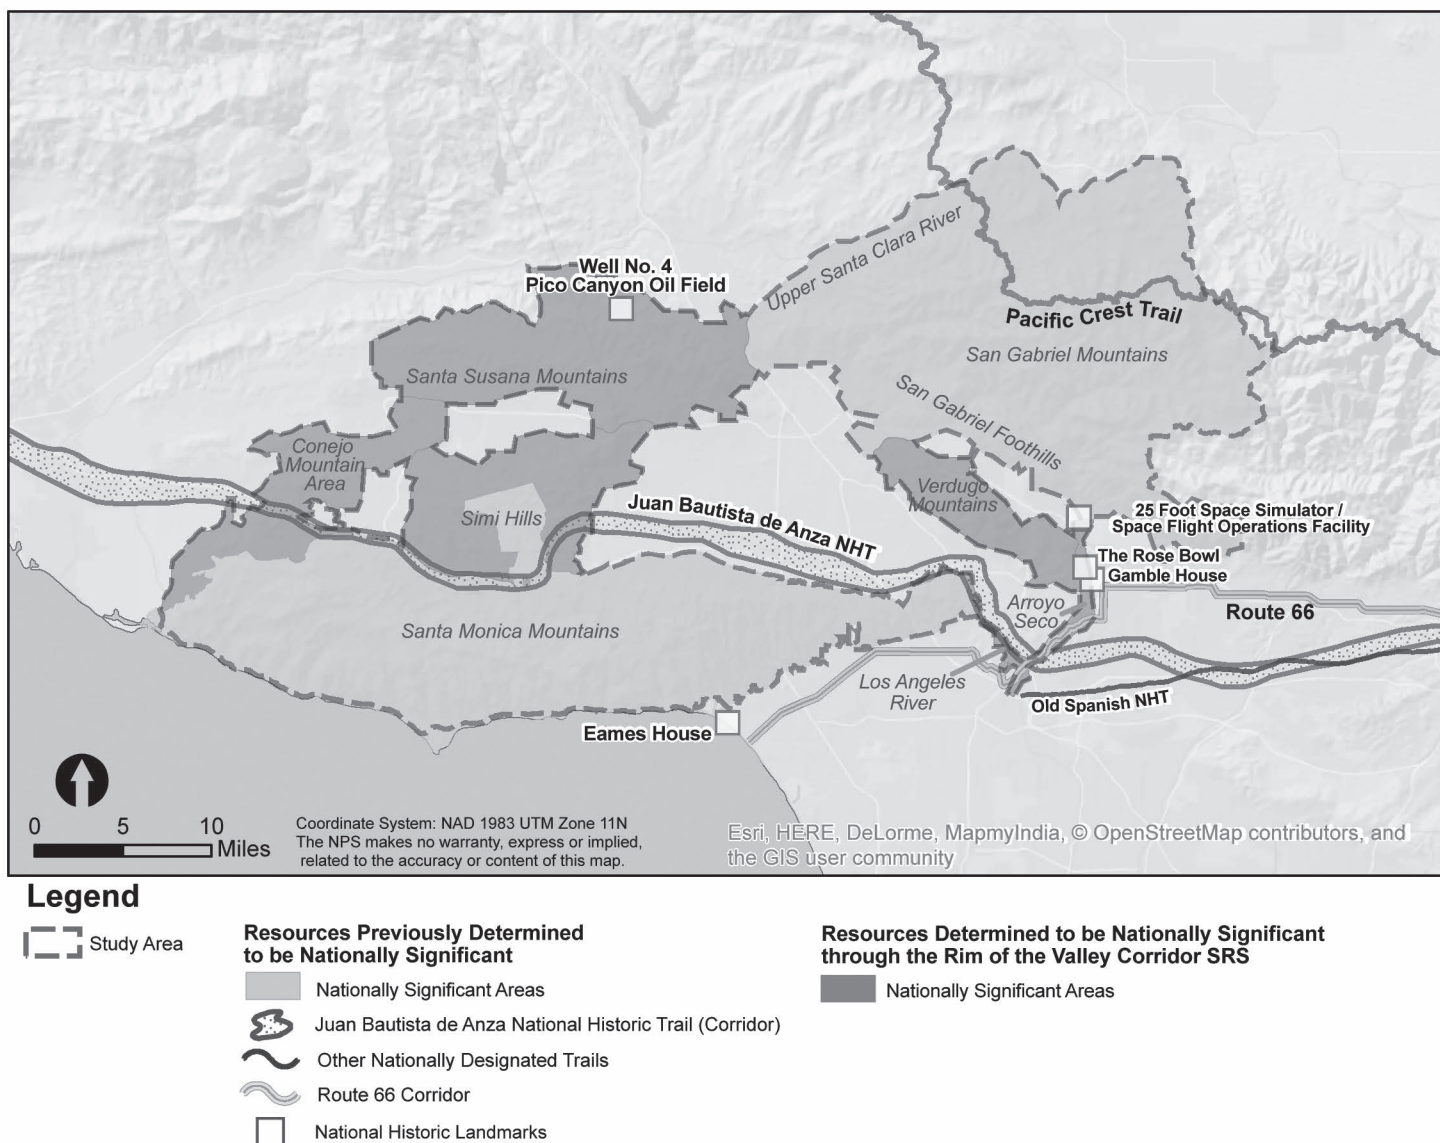 Well No. 4
Pico Canyon Oil Field
Upper Santa Clara River
Pacific Crest Trail
San Gabriel Mountains
Santa Susana Mountains
San Gabriel Foothills
Conejo
Mountain
Area
Verdugo
Mountains
Simi Hills
Juan Bautista de Anza NHT
25 Foot Space Simulator /
Space Flight Operations Facility
The Rose Bowl
Gamble House
Arroyo
Seco
Route 66
Santa Monica Mountains
Los Angeles
River
Old Spanish NHT
Eames House
0 5 10
Miles
Coordinate System: NAD 1983 UTM Zone 11N
The NPS makes no warranty, express or implied,
related to the accuracy or content of this map.
Esri, HERE, DeLorme, MapmyIndia, © OpenStreetMap contributors, and
the GIS user community
Legend
Study Area
Resources Previously Determined
to be Nationally Significant
Nationally Significant Areas
Juan Bautista de Anza National Historic Trail (Corridor)
Other Nationally Designated Trails
Route 66 Corridor
National Historic Landmarks
Resources Determined to be Nationally Significant
through the Rim of the Valley Corridor SRS
Nationally Significant Areas